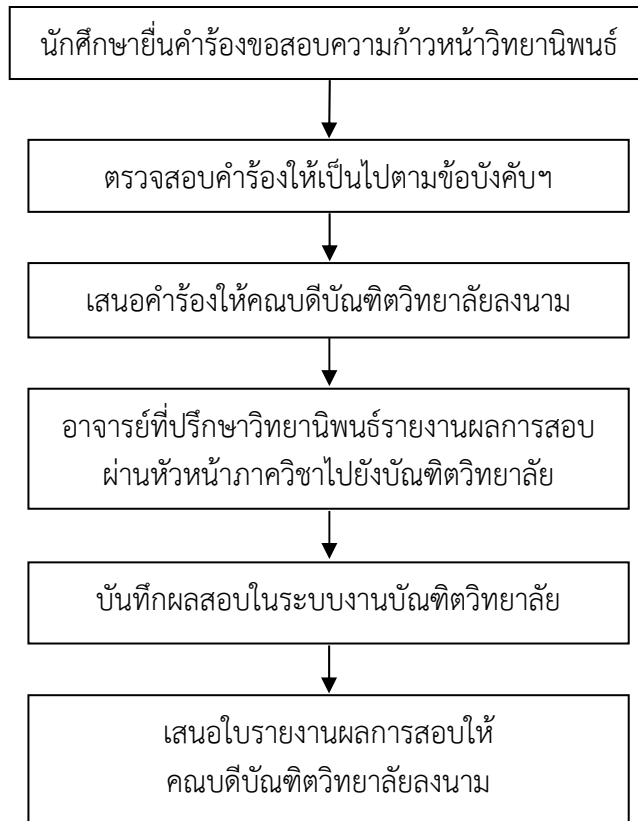 นักศึกษายื่นคำร้องขอสอบความก้าวหน้าวิทยานิพนธ์
ตรวจสอบคำร้องให้เป็นไปตามข้อบังคับฯ
เสนอคำร้องให้คณบดีบัณฑิตวิทยาลัยลงนาม
อาจารย์ที่ปรึกษาวิทยานิพนธ์รายงานผลการสอบ
ผ่านหัวหน้าภาควิชาไปยังบัณฑิตวิทยาลัย
บันทึกผลสอบในระบบงานบัณฑิตวิทยาลัย
เสนอใบรายงานผลการสอบให้
คณบดีบัณฑิตวิทยาลัยลงนาม